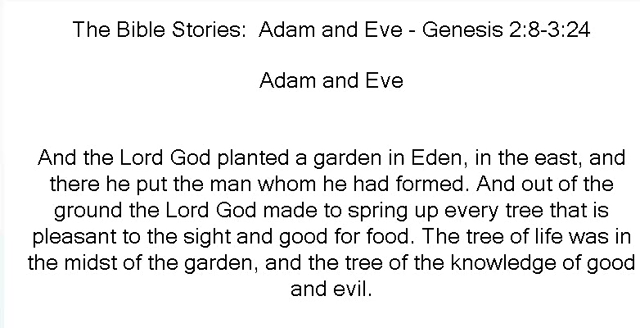 The Bible Stories:  Adam and Eve - Genesis 2:8-3:24
Adam and Eve
And the Lord God planted a garden in Eden, in the east, and
there he put the man whom he had formed. And out of the
ground the Lord God made to spring up every tree that is
pleasant to the sight and good for food. The tree of life was in
the midst of the garden, and the tree of the knowledge of good
and evil.